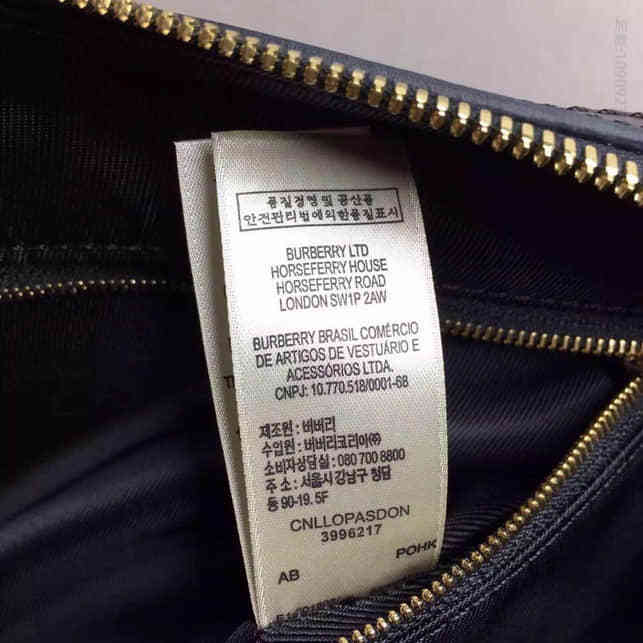 품질경영 및 공산품
안전관리법에의한품질표시
BURBERRY LTD
HORSEFERRY HOUSE
HORSEFERRY ROAD
LONDON SW1P 2AW
BURBERRY BRASIL COMÉRCIO
DE ARTIGOS DE VESTUÁRIO E
ACESSÓRIOS LTDA.
CNPJ: 10.770.518/0001-68
제조원 : 버버리
수입원 : 버버리코리아㈜
소비자상담실 : 080 700 8800
주 소 : 서울시 강남구 청담
동 90-19. 5F
CNLLOPASDON
3996217
POHK
AB